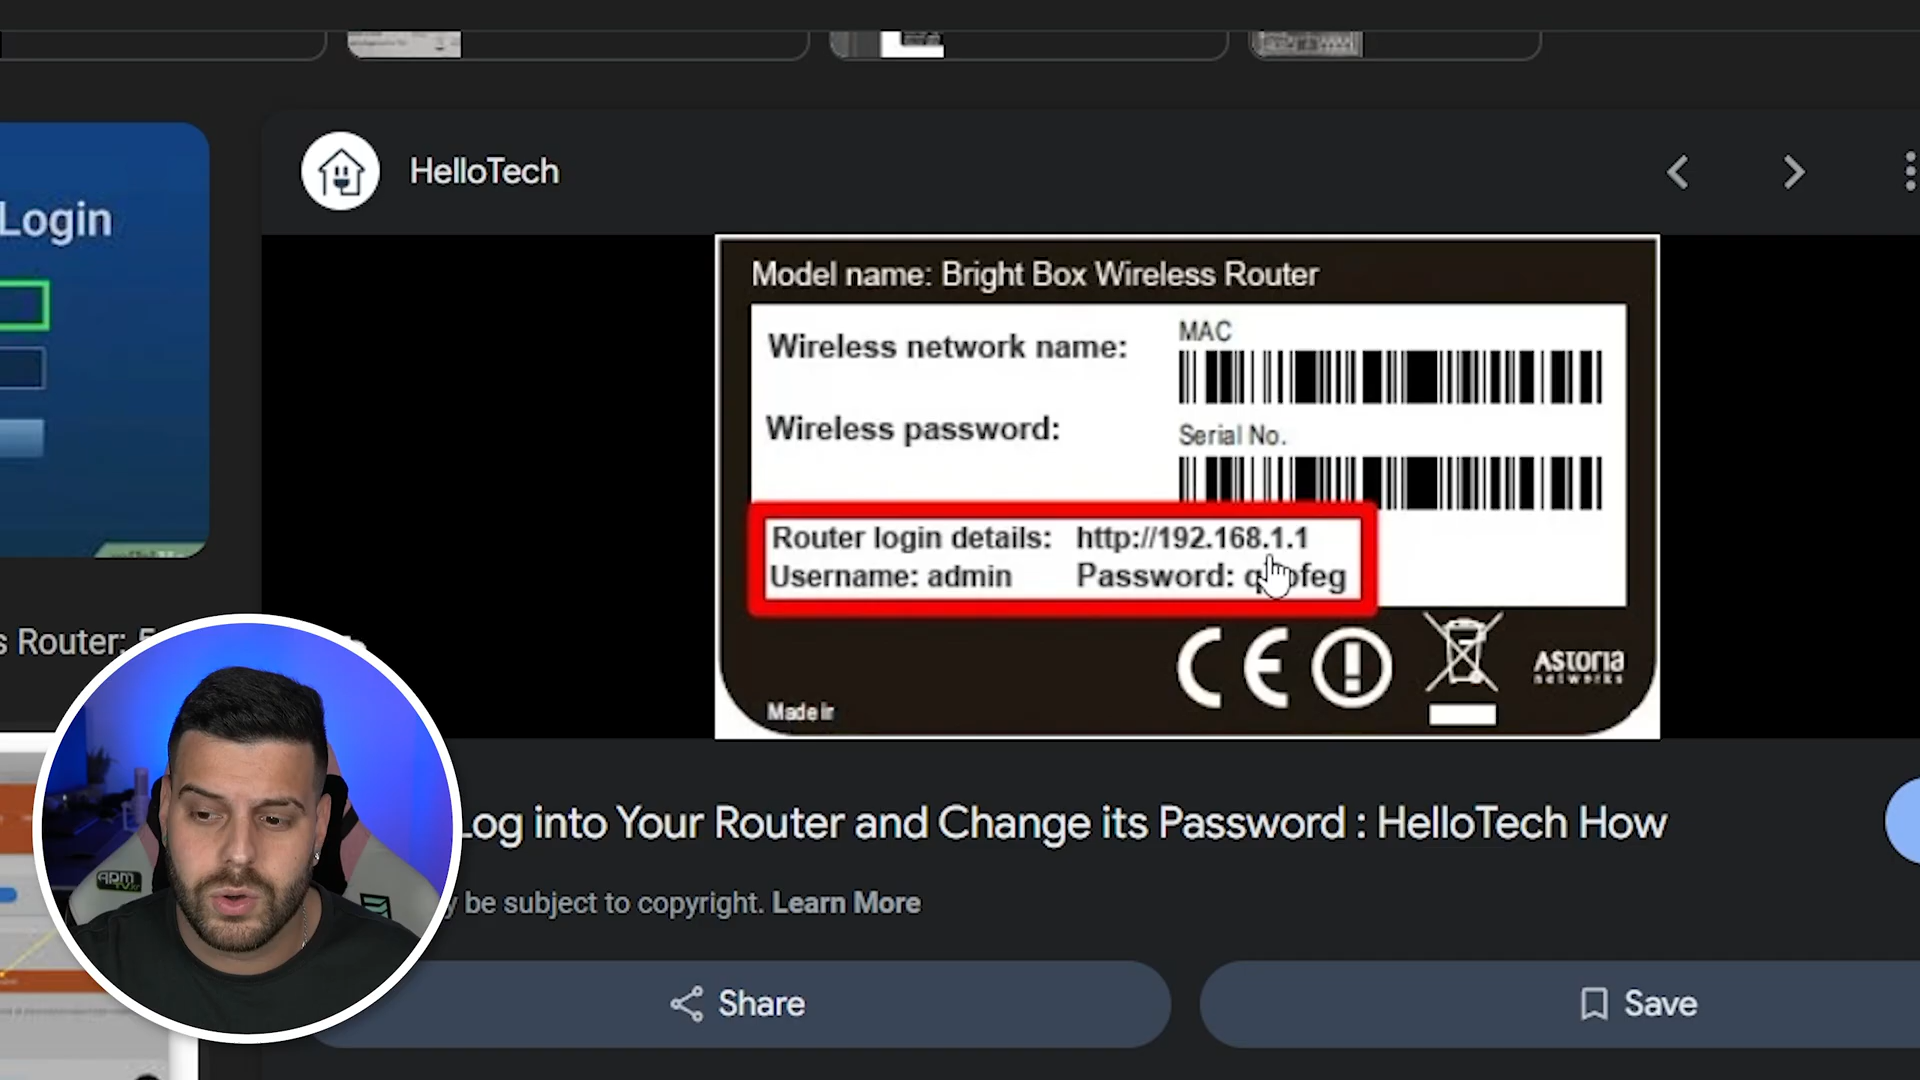 HelloTech
Login
Model name: Bright Box Wireless Router
Wireless network name:
MAC
Wireless password:
Serial No.
Router login details: http://192.168.1.1
Username: admin Password:
ASTORIA
networks
Made in
s Router:
Log into Your Router and Change its Password : HelloTech How
be subject to copyright. Learn More
Share
Save